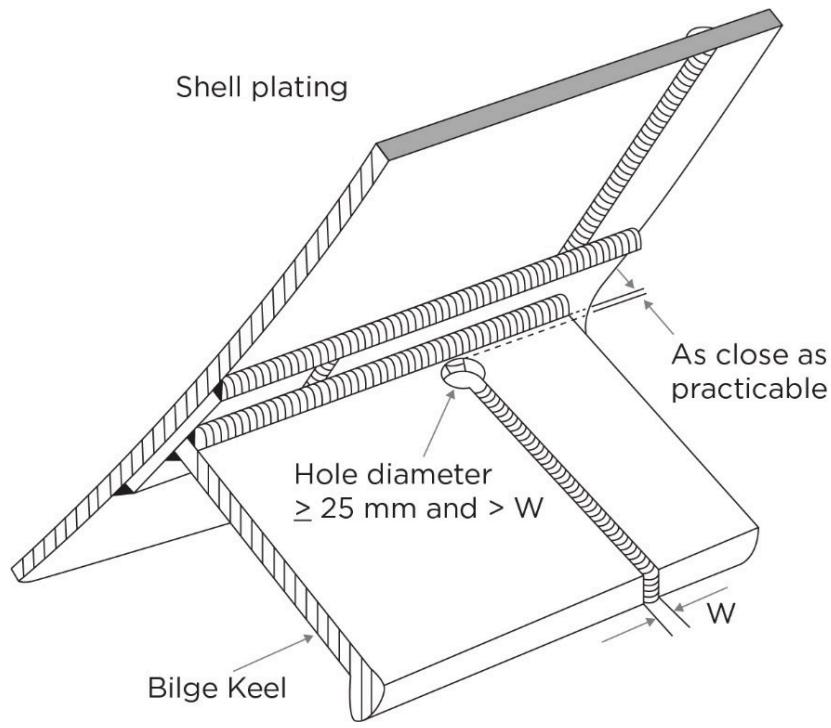 Shell plating
As close as
practicable
Hole diameter
≥ 25 mm and > W
W
Bilge Keel